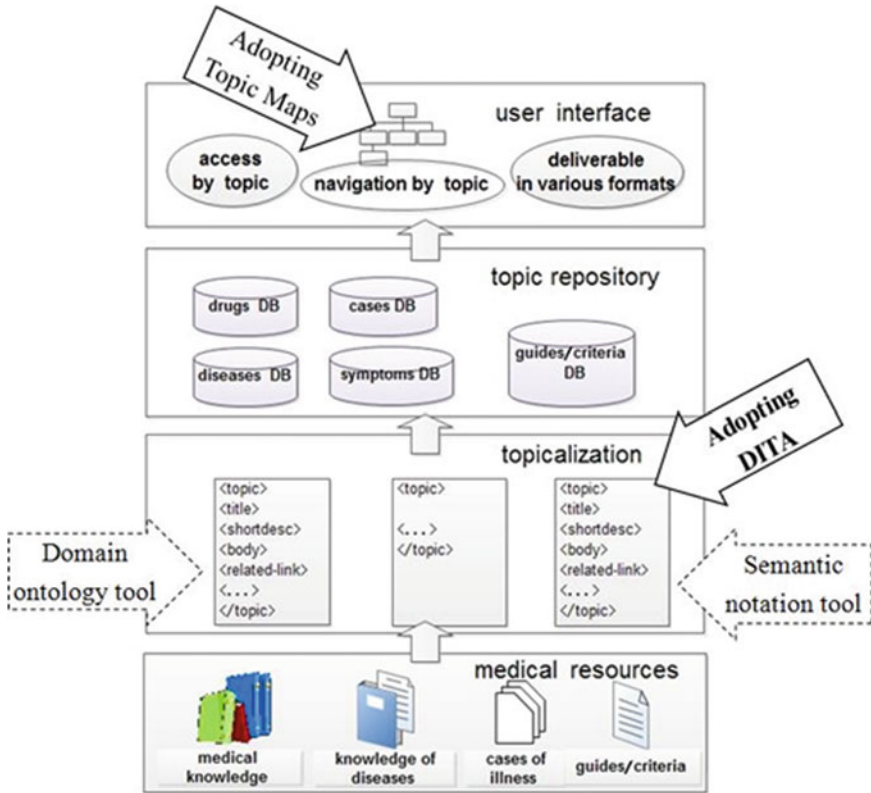 Adopting
Topic Maps
user interface
access
by topic
navigation by topic
deliverable
in various formats
topic repository
drugs DB
cases DB
diseases DB
symptoms DB
guides/criteria
DB
Adopting
DITA
topicalization
<topic>
<title>
<shortdesc>
<body>
<related-link>
<...>
</topic>
<topic>
<...>
</topic>
<topic>
<title>
<shortdesc>
<body>
<related-link>
<...>
</topic>
Domain
ontology tool
Semantic
notation tool
medical resources
medical
knowledge
knowledge of
diseases
cases of
illness
guides/criteria